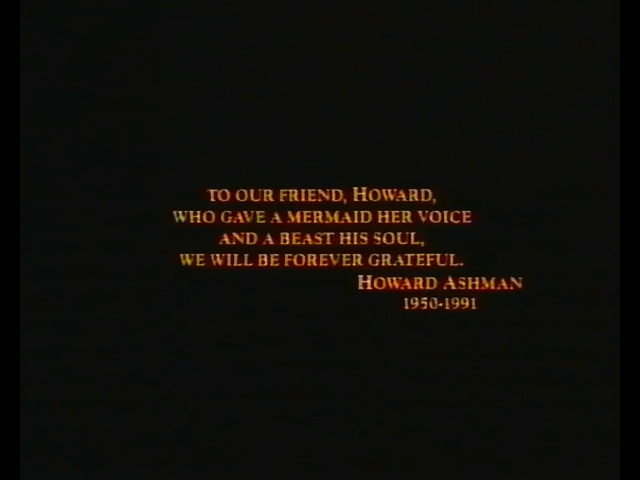 TO OUR FRIEND, HOWARD,
WHO GAVE A MERMAID HER VOICE
AND A BEAST HIS SOUL,
WE WILL BE FOREVER GRATEFUL.
HOWARD ASHMAN
1950-1991